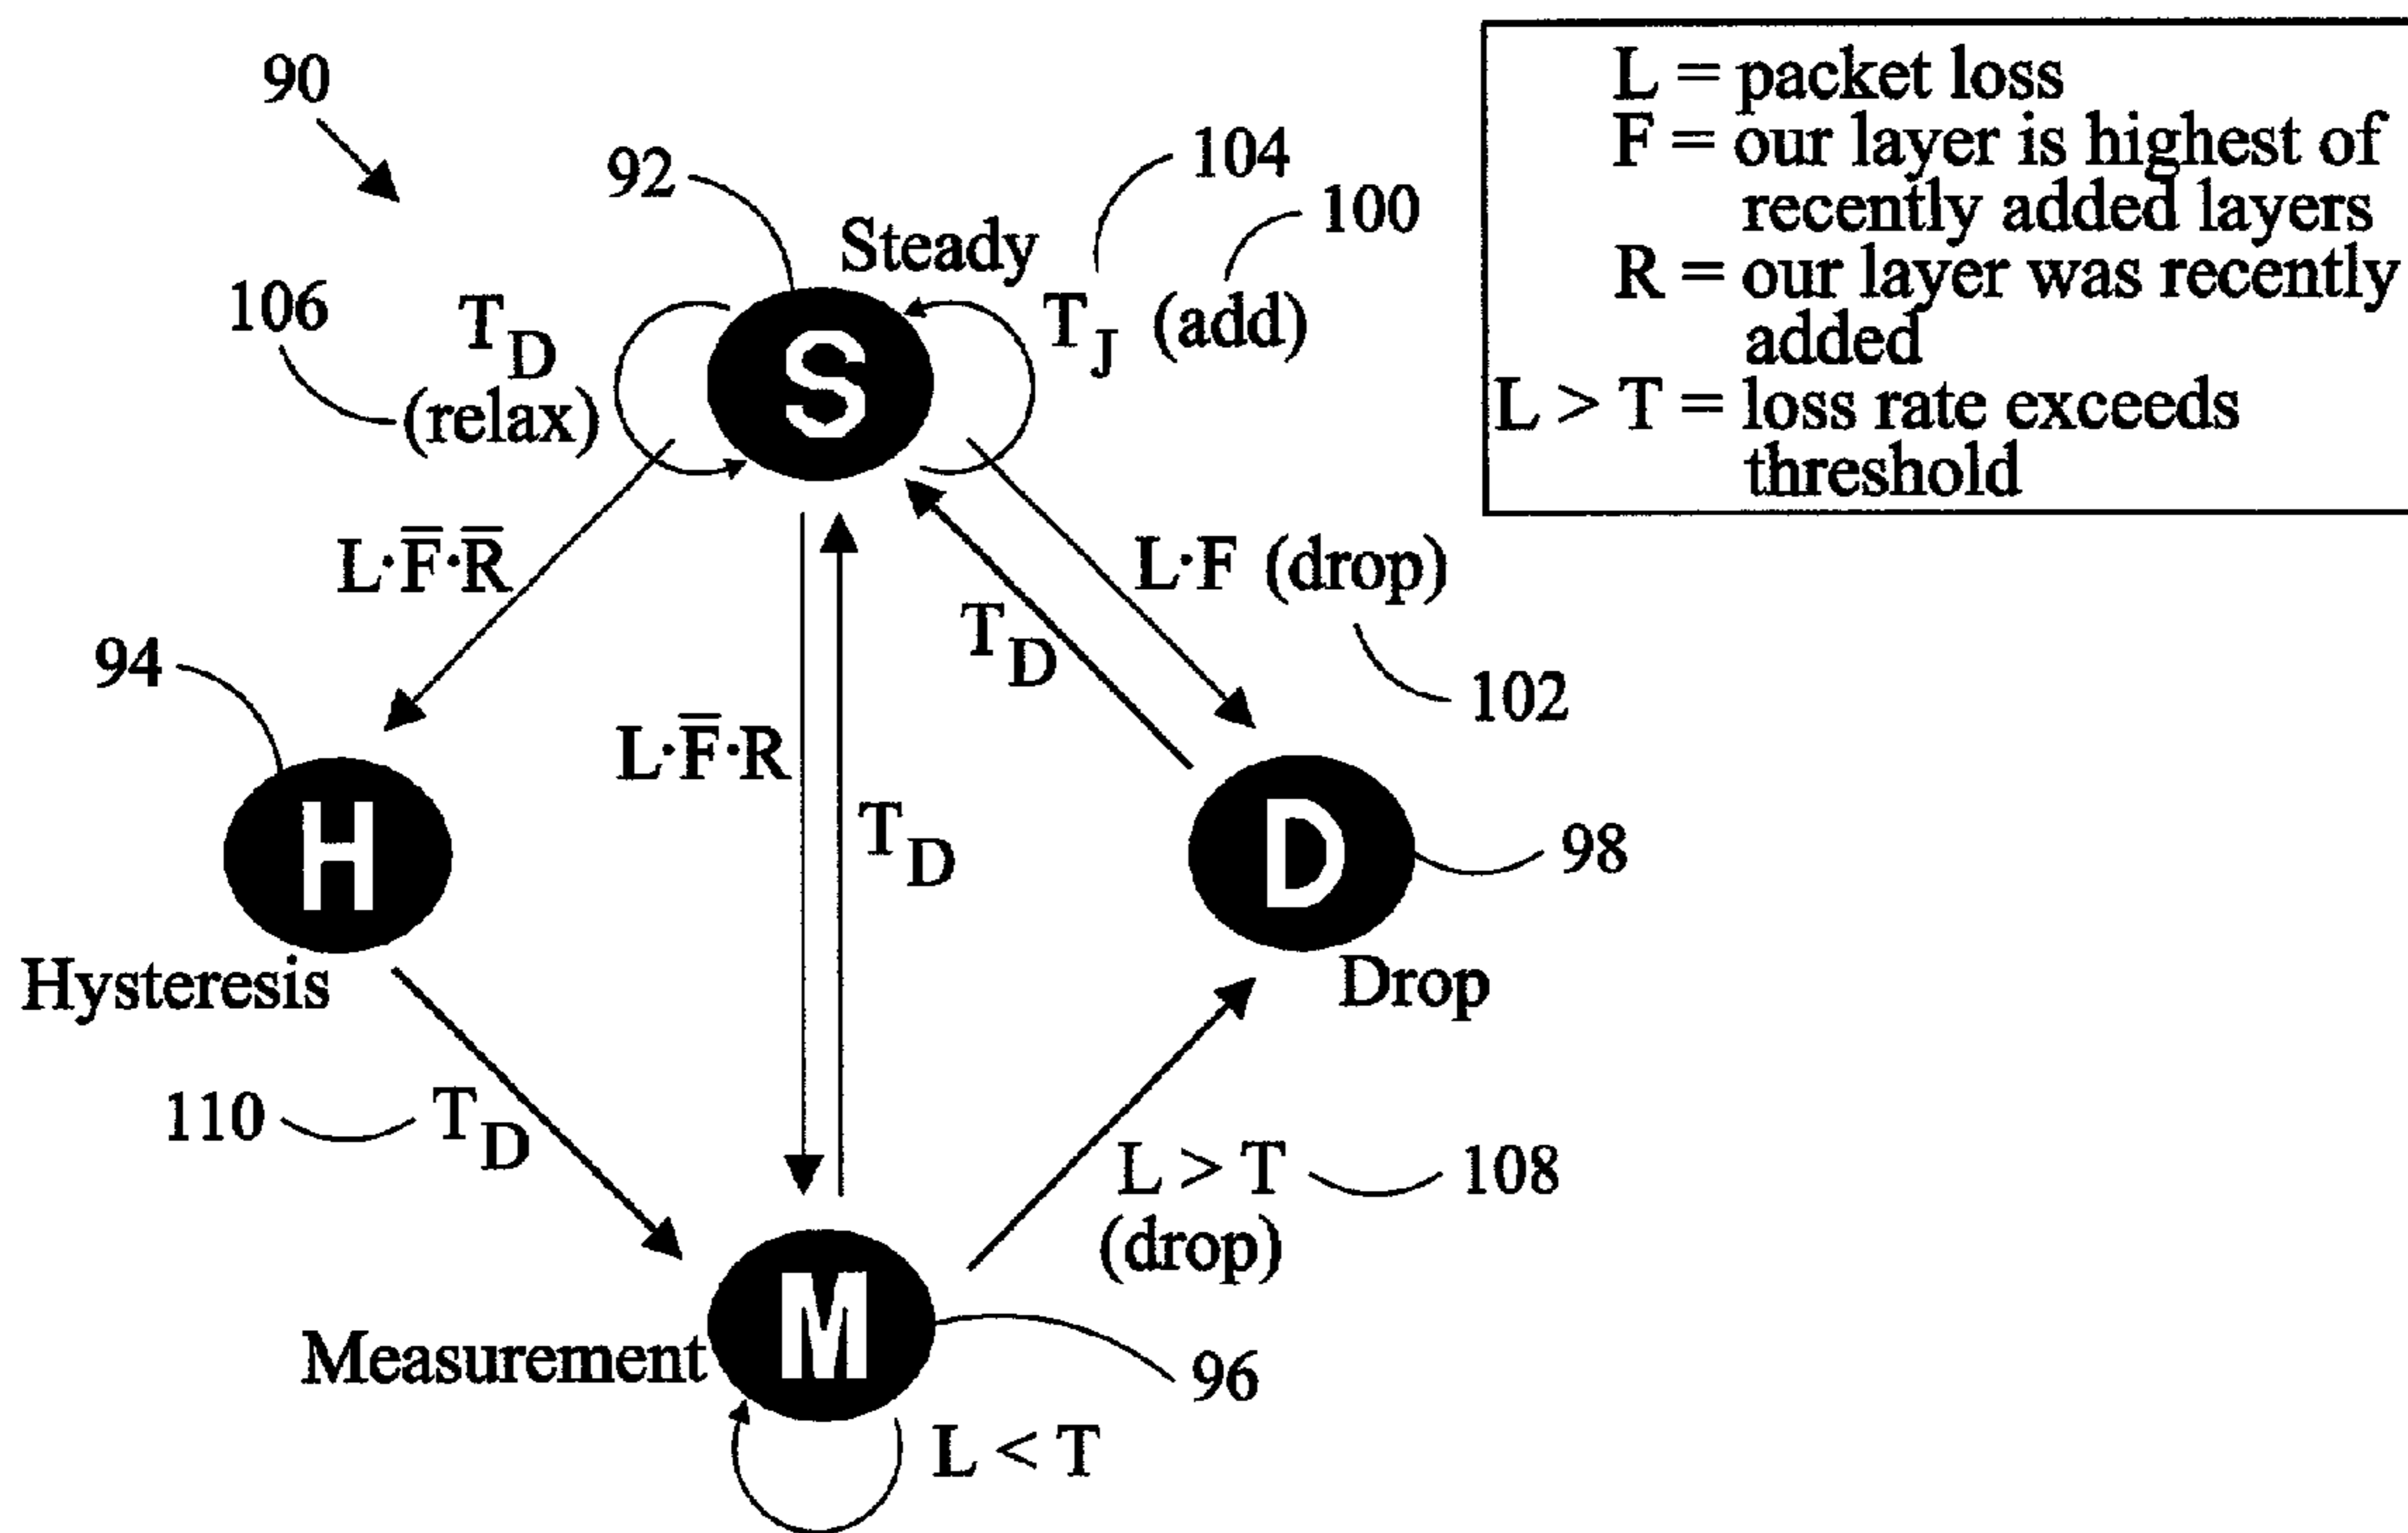 90
92
104
100
Steady
106
T_D
(relax)
S
T_J (add)
L = packet loss
F̅ = our layer is highest of
recently added layers
R = our layer was recently
added
L > T = loss rate exceeds
threshold
L·F̅·R̅
L·F (drop)
T_D
94
102
L·F̅·R
T_D
H
D
98
Hysteresis
Drop
110
T_D
L > T
108
(drop)
M
Measurement
96
L < T